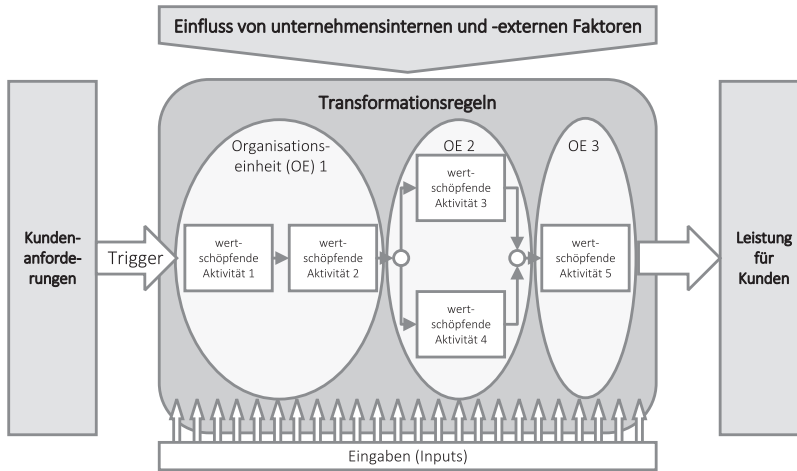 Einfluss von unternehmensinternen und -externen Faktoren
Transformationsregeln
Kunden-
anforde-
rungen
Trigger
Organisations-
einheit (OE) 1
wert-
schöpfende
Aktivität 1
wert-
schöpfende
Aktivität 2
OE 2
wert-
schöpfende
Aktivität 3
wert-
schöpfende
Aktivität 4
OE 3
wert-
schöpfende
Aktivität 5
Leistung
für
Kunden
Eingaben (Inputs)